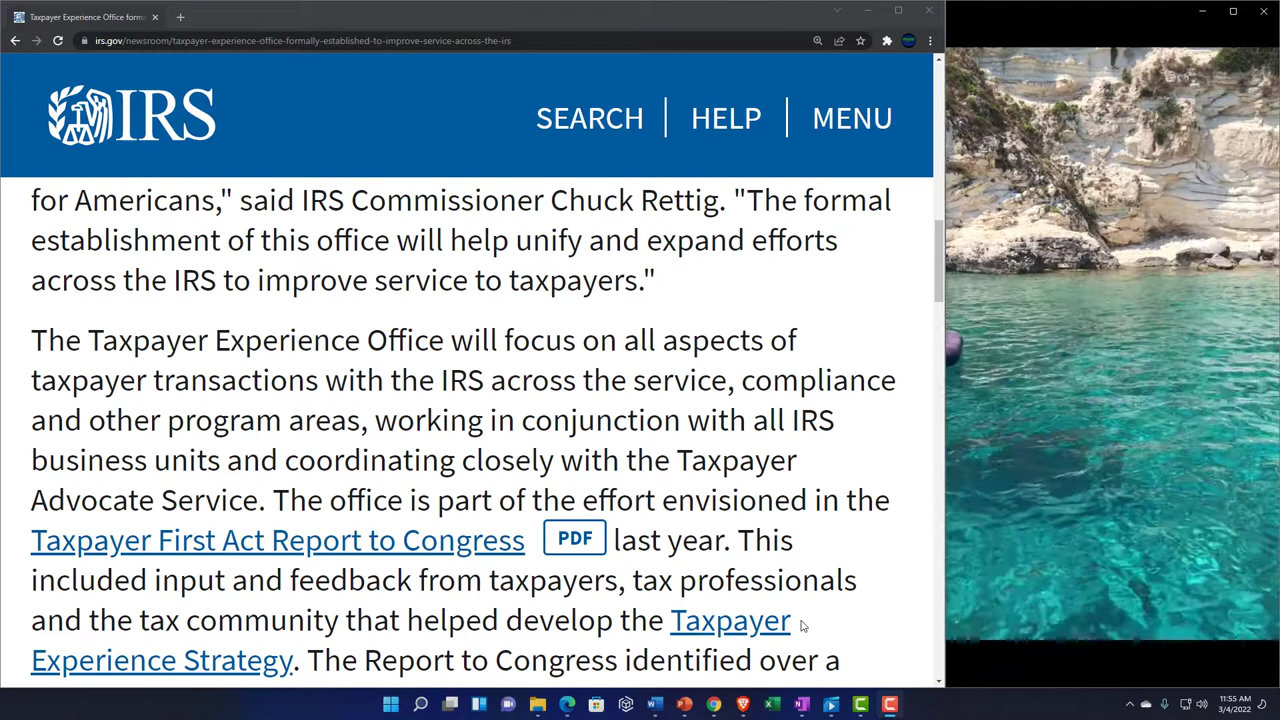 Taxpayer Experience Office forma
irs.gov/newsroom/taxpayer-experience-office-formally-established-to-improve-service-across-the-irs
IRS
SEARCH
HELP
MENU
for Americans," said IRS Commissioner Chuck Rettig. "The formal
establishment of this office will help unify and expand efforts
across the IRS to improve service to taxpayers."
The Taxpayer Experience Office will focus on all aspects of
taxpayer transactions with the IRS across the service, compliance
and other program areas, working in conjunction with all IRS
business units and coordinating closely with the Taxpayer
Advocate Service. The office is part of the effort envisioned in the
Taxpayer First Act Report to Congress PDF last year. This
included input and feedback from taxpayers, tax professionals
and the tax community that helped develop the Taxpayer
Experience Strategy. The Report to Congress identified over a
11:55 AM
3/4/2022